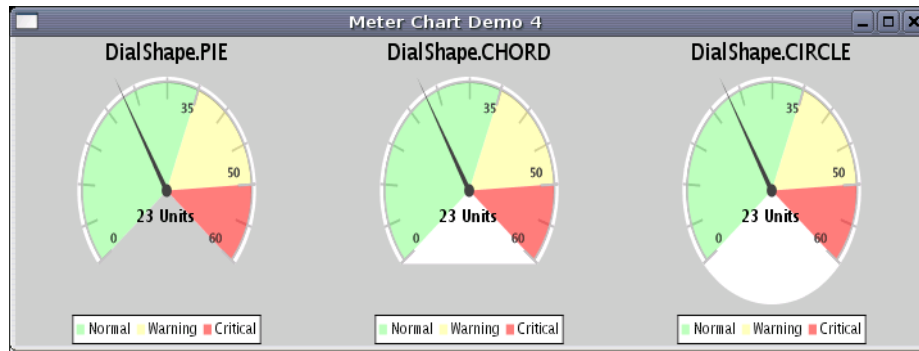 Meter Chart Demo 4
DialShape.PIE
35
50
23 Units
0
60
Normal Warning Critical
DialShape.CHORD
35
50
23 Units
0
60
Normal Warning Critical
DialShape.CIRCLE
35
50
23 Units
0
60
Normal Warning Critical